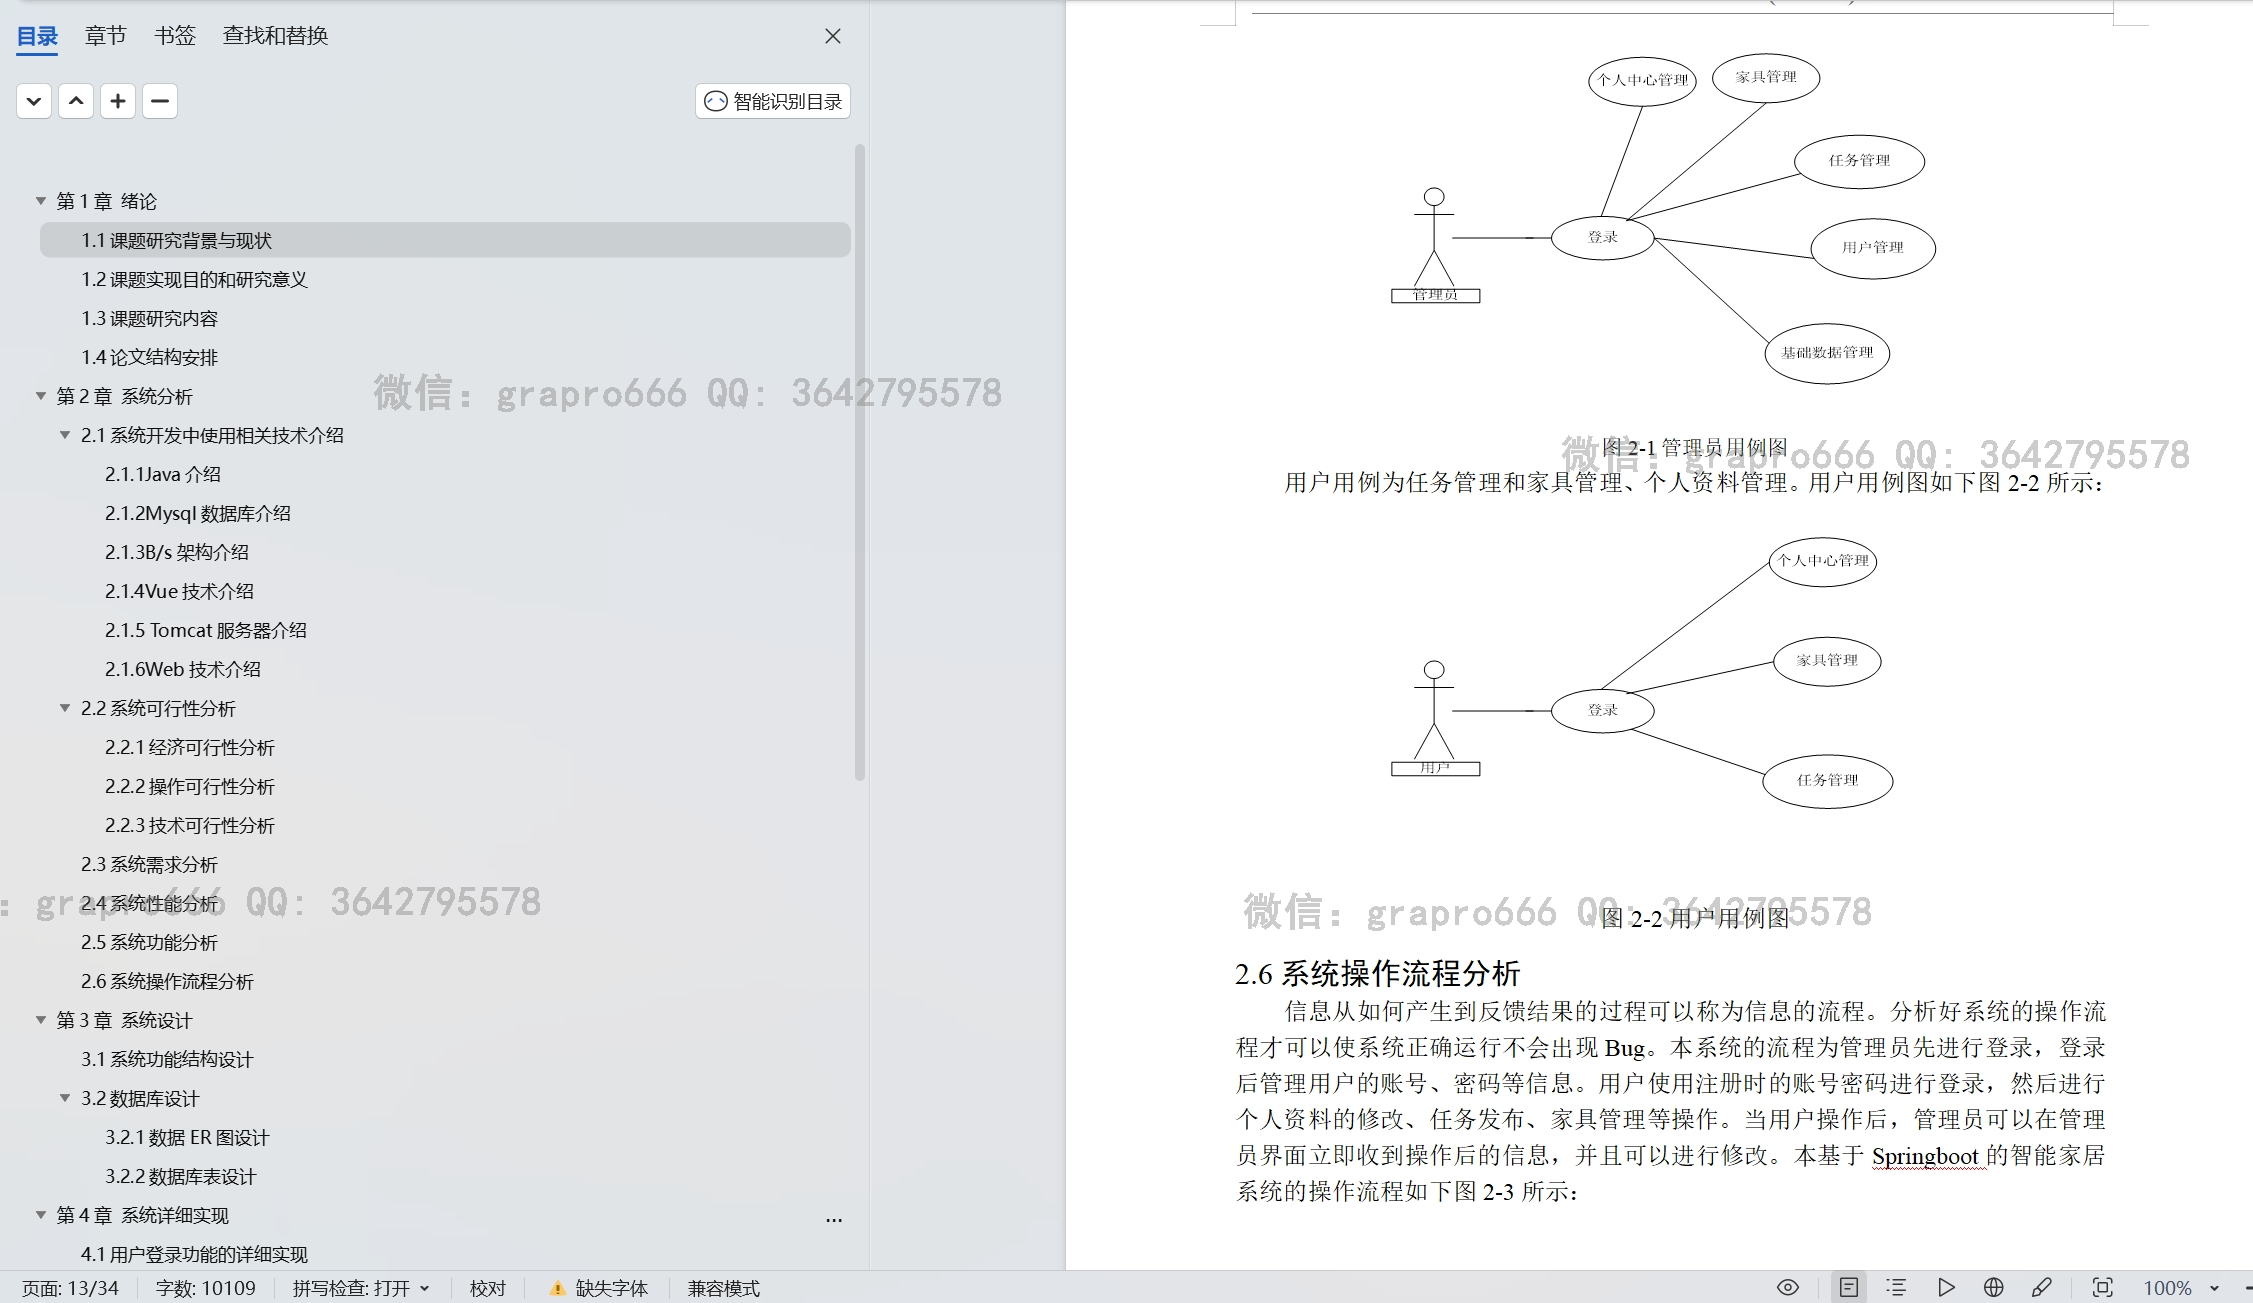 目录 章节 书签 查找和替换
智能识别目录
第 1 章 绪论
1.1 课题研究背景与现状
1.2 课题实现目的和研究意义
1.3 课题研究内容
1.4 论文结构安排
第 2 章 系统分析
2.1 系统开发中使用相关技术介绍
2.1.1Java 介绍
2.1.2Mysql 数据库介绍
2.1.3B/s 架构介绍
2.1.4Vue 技术介绍
2.1.5 Tomcat 服务器介绍
2.1.6Web 技术介绍
2.2 系统可行性分析
2.2.1 经济可行性分析
2.2.2 操作可行性分析
2.2.3 技术可行性分析
2.3 系统需求分析
2.4 系统性能分析
2.5 系统功能分析
2.6 系统操作流程分析
第 3 章 系统设计
3.1 系统功能结构设计
3.2 数据库设计
3.2.1 数据 ER 图设计
3.2.2 数据库表设计
第 4 章 系统详细实现
...
4.1 用户登录功能的详细实现
微信: grapro666 QQ: 3642795578
: grapro666 QQ: 3642795578
个人中心管理
家具管理
任务管理
登录
用户管理
管理员
基础数据管理
图 2-1 管理员用例图
微信: grapro666 QQ: 3642795578
用户用例为任务管理和家具管理、个人资料管理。用户用例图如下图 2-2 所示：
个人中心管理
家具管理
登录
用户
任务管理
图 2-2 用户用例图
微信: grapro666 QQ: 3642795578
2.6 系统操作流程分析
信息从如何产生到反馈结果的过程可以称为信息的流程。分析好系统的操作流
程才可以使系统正确运行不会出现 Bug。本系统的流程为管理员先进行登录，登录
后管理用户的账号、密码等信息。用户使用注册时的账号密码进行登录，然后进行
个人资料的修改、任务发布、家具管理等操作。当用户操作后，管理员可以在管理
员界面立即收到操作后的信息，并且可以进行修改。本基于 Springboot 的智能家居
系统的操作流程如下图 2-3 所示：
页面: 13/34 字数: 10109 拼写检查: 打开 校对 缺失字体 兼容模式 100%